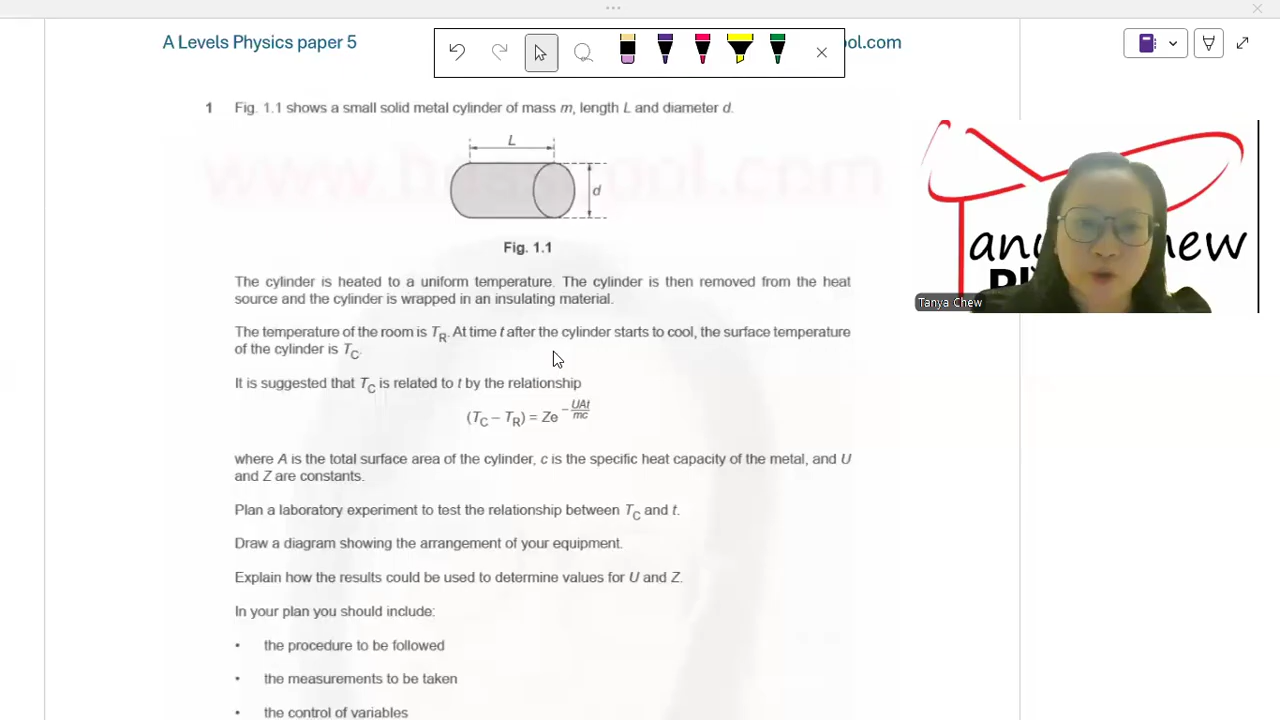 A Levels Physics paper 5
ool.com
1 Fig. 1.1 shows a small solid metal cylinder of mass m, length L and diameter d.
L
d
Fig. 1.1
The cylinder is heated to a uniform temperature. The cylinder is then removed from the heat
source and the cylinder is wrapped in an insulating material.
The temperature of the room is T_R. At time t after the cylinder starts to cool, the surface temperature
of the cylinder is T_C.
It is suggested that T_C is related to t by the relationship
(T_C – T_R) = Ze^{–UAt/mc}
where A is the total surface area of the cylinder, c is the specific heat capacity of the metal, and U
and Z are constants.
Plan a laboratory experiment to test the relationship between T_C and t.
Draw a diagram showing the arrangement of your equipment.
Explain how the results could be used to determine values for U and Z.
In your plan you should include:
• the procedure to be followed
• the measurements to be taken
• the control of variables
any hew
Tanya Chew